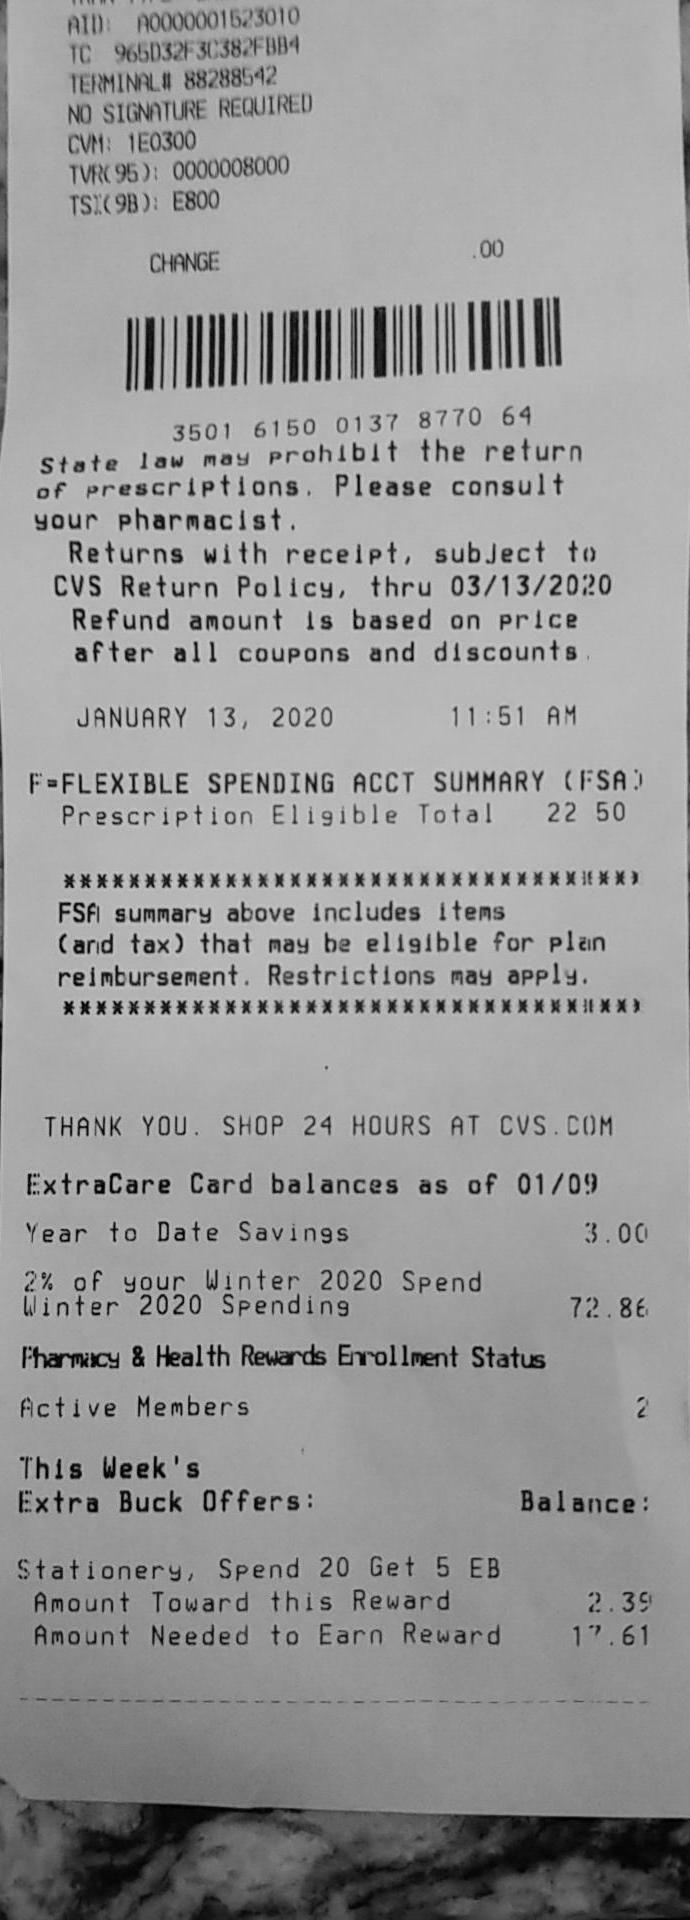 AID: A0000001523010
TC 965D32F3C382FBB4
TERMINAL# 88288542
NO SIGNATURE REQUIRED
CVM: 1E0300
TVR(95): 0000008000
TSI(9B): E800
CHANGE .00
3501 6150 0137 8770 64
State law may prohibit the return
of prescriptions. Please consult
your pharmacist.
Returns with receipt, subject to
CVS Return Policy, thru 03/13/2020
Refund amount is based on price
after all coupons and discounts.
JANUARY 13, 2020 11:51 AM
F=FLEXIBLE SPENDING ACCT SUMMARY (FSA)
Prescription Eligible Total 22 50
************************************
FSA summary above includes items
(and tax) that may be eligible for plan
reimbursement. Restrictions may apply.
************************************
THANK YOU. SHOP 24 HOURS AT CVS.COM
ExtraCare Card balances as of 01/09
Year to Date Savings 3.00
2% of your Winter 2020 Spend
Winter 2020 Spending 72.86
Pharmacy & Health Rewards Enrollment Status
Active Members 2
This Week's
Extra Buck Offers: Balance:
Stationery, Spend 20 Get 5 EB
Amount Toward this Reward 2.39
Amount Needed to Earn Reward 17.61